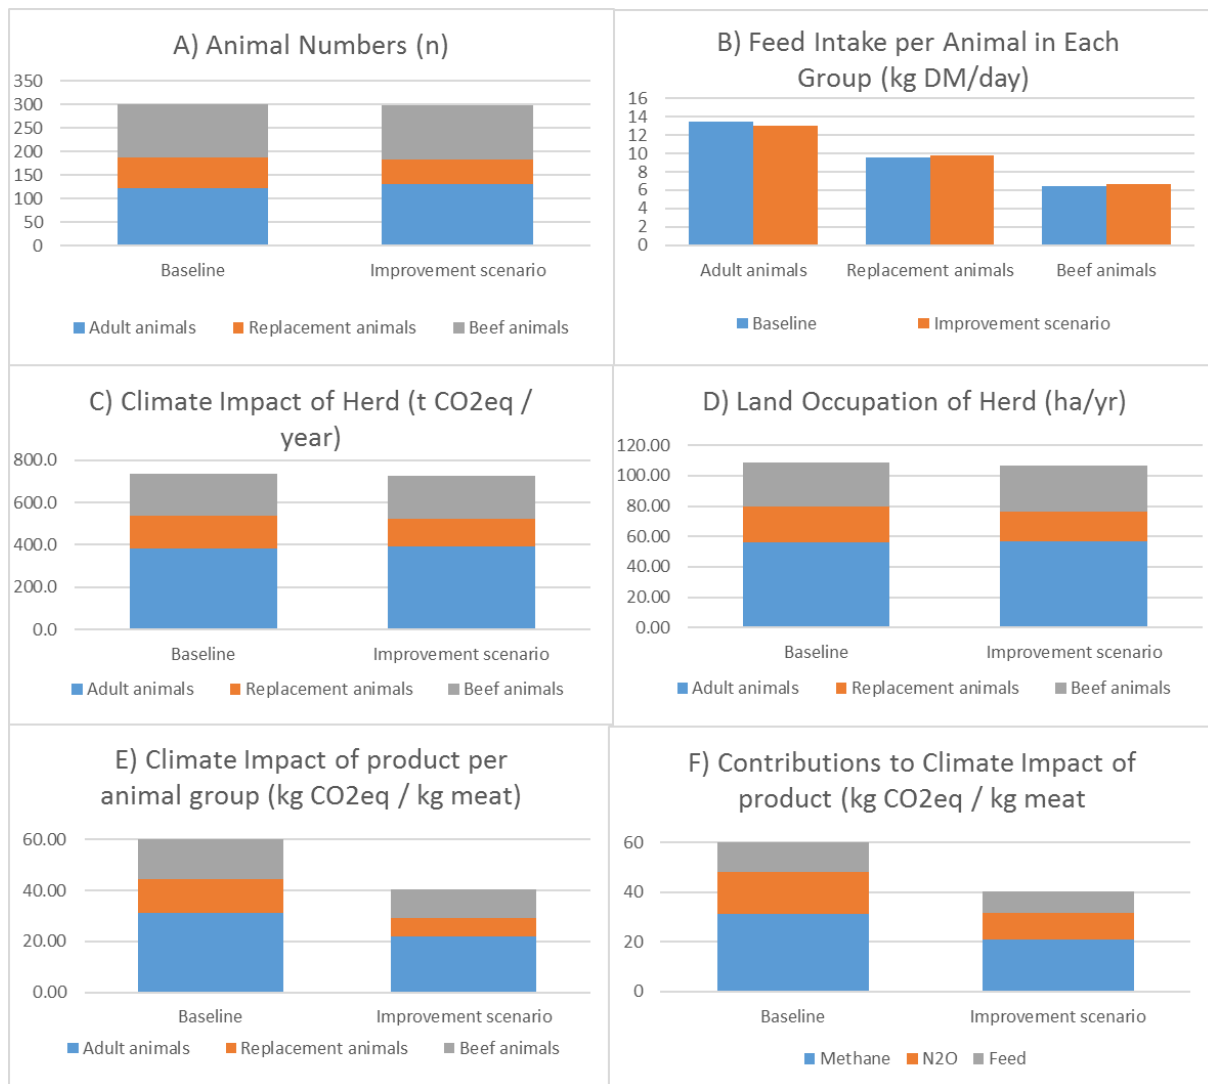 A) Animal Numbers (n)
350
300
250
200
150
100
50
0
Baseline
Improvement scenario
Adult animals
Replacement animals
Beef animals
B) Feed Intake per Animal in Each
Group (kg DM/day)
16
14
12
10
8
6
4
2
0
Adult animals
Replacement animals
Beef animals
Baseline
Improvement scenario
C) Climate Impact of Herd (t CO2eq /
year)
800.0
600.0
400.0
200.0
0.0
Baseline
Improvement scenario
Adult animals
Replacement animals
Beef animals
D) Land Occupation of Herd (ha/yr)
120.00
100.00
80.00
60.00
40.00
20.00
0.00
Baseline
Improvement scenario
Adult animals
Replacement animals
Beef animals
E) Climate Impact of product per
animal group (kg CO2eq / kg meat)
60.00
40.00
20.00
0.00
Baseline
Improvement scenario
Adult animals
Replacement animals
Beef animals
F) Contributions to Climate Impact of
product (kg CO2eq / kg meat
60
40
20
0
Baseline
Improvement scenario
Methane
N2O
Feed